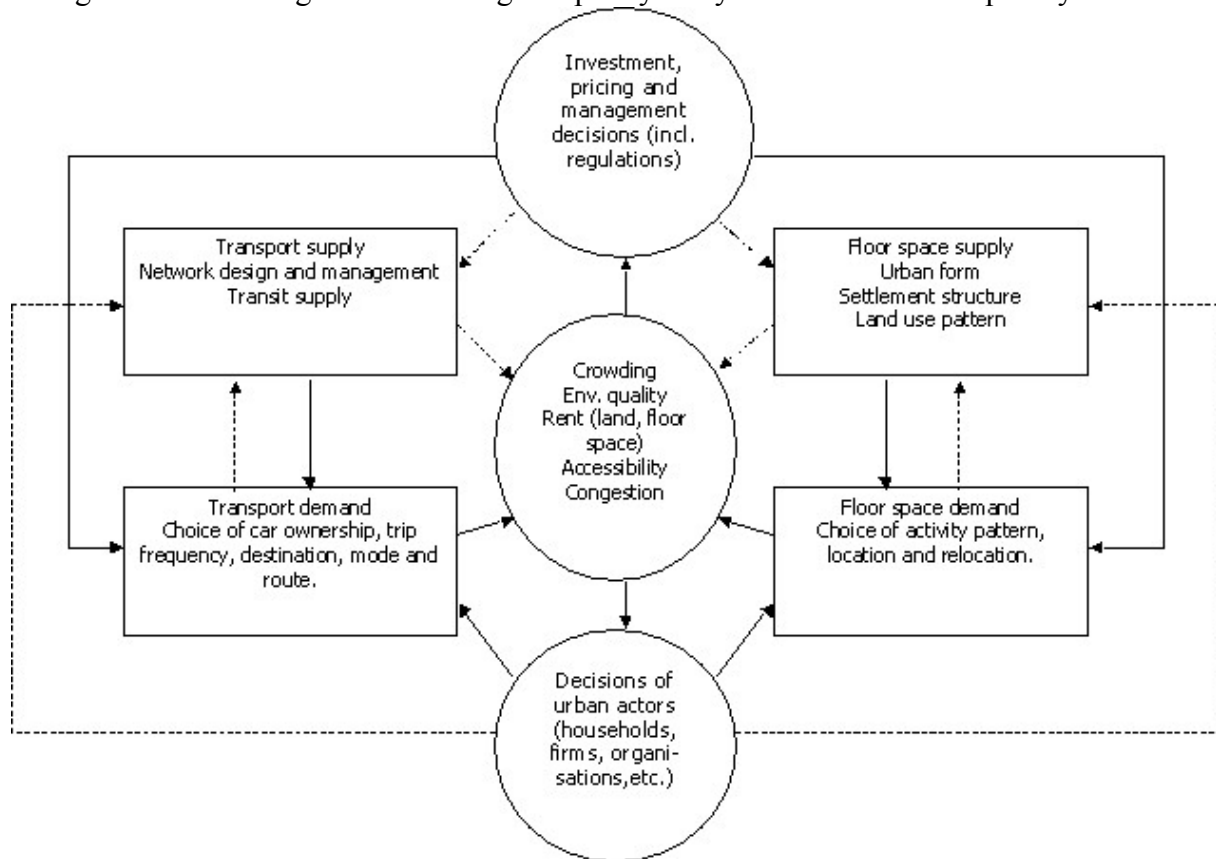 Investment,
pricing and
management
decisions (incl.
regulations)
Transport supply
Network design and management
Transit supply
Floor space supply
Urban form
Settlement structure
Land use pattern
Crowding
Env. quality
Rent (land, floor
space)
Accessibility
Congestion
Transport demand
Choice of car ownership, trip
frequency, destination, mode and
route.
Floor space demand
Choice of activity pattern,
location and relocation.
Decisions of
urban actors
(households,
firms, organi-
sations,etc.)